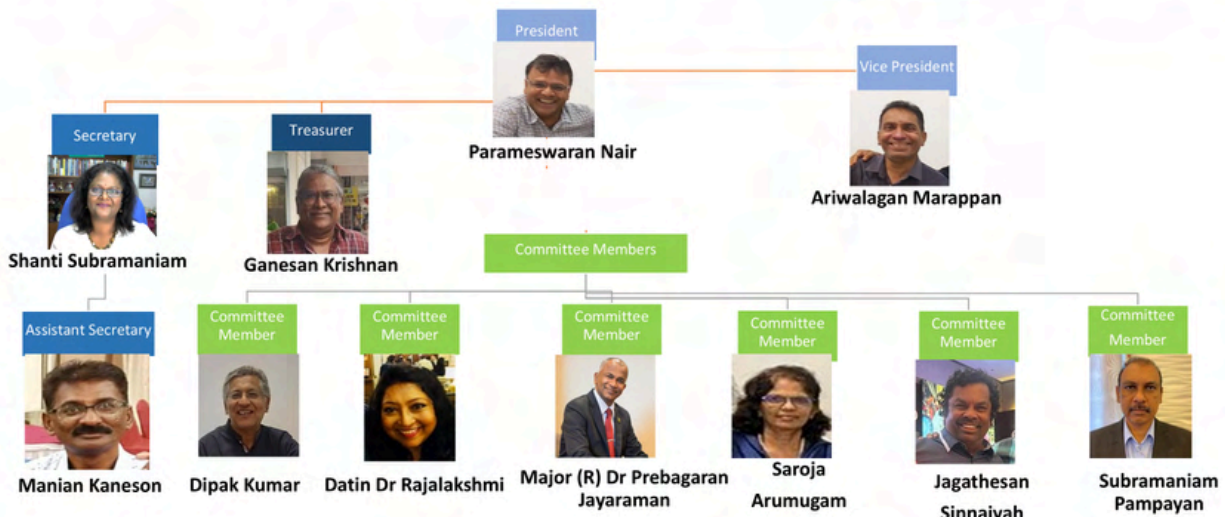 President
Vice President
Parameswaran Nair
Ariwalagan Marappan
Secretary
Treasurer
Shanti Subramaniam
Ganesan Krishnan
Committee Members
Assistant Secretary
Committee
Member
Committee
Member
Committee
Member
Committee
Member
Committee
Member
Committee
Member
Manian Kaneson
Dipak Kumar
Datin Dr Rajalakshmi
Major (R) Dr Prebagaran
Jayaraman
Saroja
Arumugam
Jagathesan
Sinnaiyah
Subramaniam
Pampayan